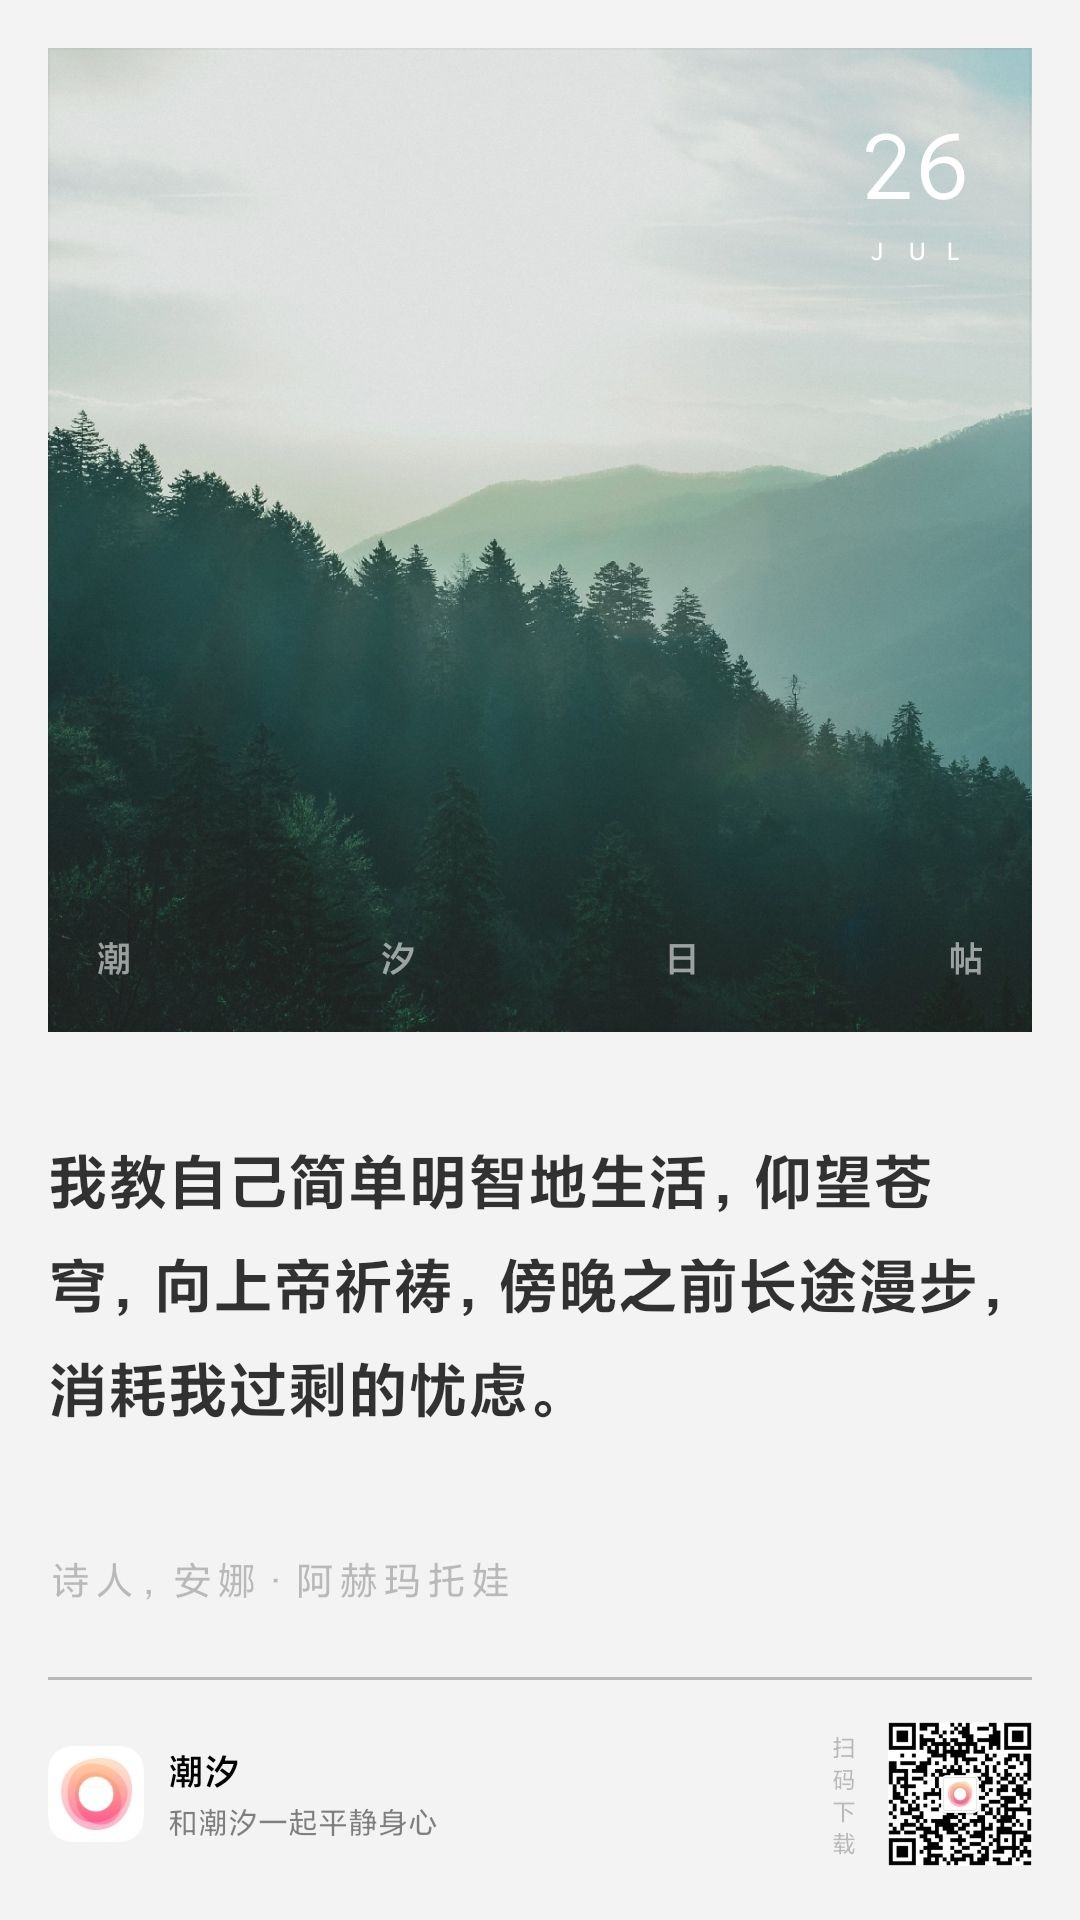 26
JUL
潮汐日帖
我教自己简单明智地生活，仰望苍
穹，向上帝祈祷，傍晚之前长途漫步，
消耗我过剩的忧虑。
诗人，安娜·阿赫玛托娃
潮汐
和潮汐一起平静身心
扫码下载